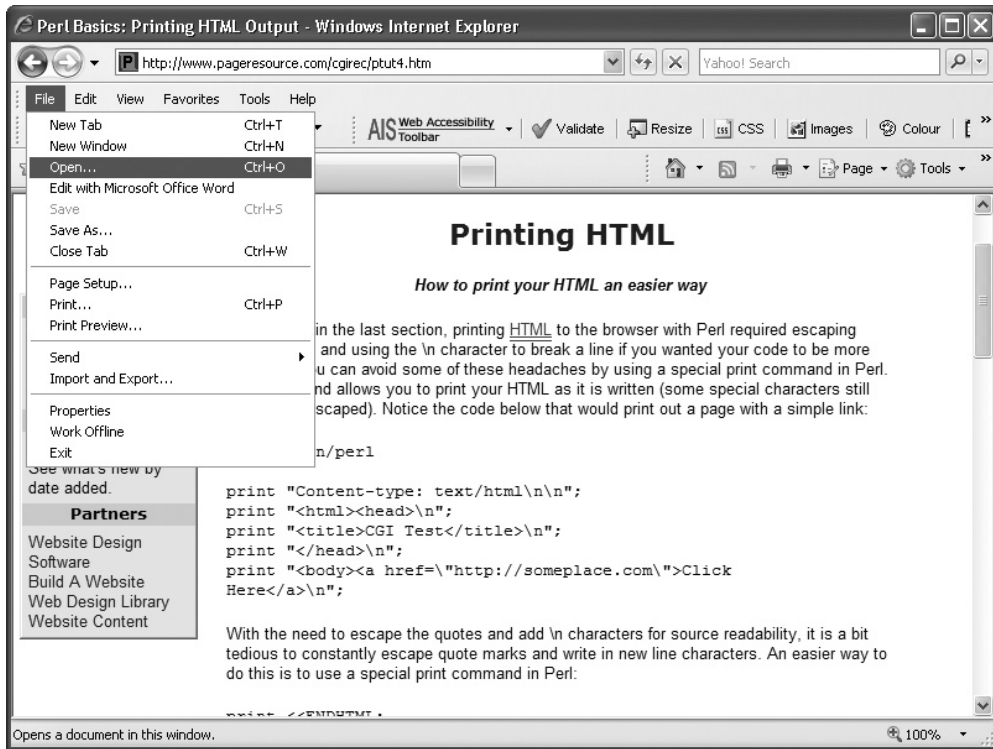 Perl Basics: Printing HTML Output - Windows Internet Explorer
P http://www.pageresource.com/cgirec/ptut4.htm
Yahoo! Search
File Edit View Favorites Tools Help
AIS Web Accessibility Toolbar Validate Resize css CSS Images Colour
Page Tools
New Tab Ctrl+T
New Window Ctrl+N
Open... Ctrl+O
Edit with Microsoft Office Word
Save Ctrl+S
Save As...
Close Tab Ctrl+W
Page Setup...
Print... Ctrl+P
Print Preview...
Send
Import and Export...
Properties
Work Offline
Exit
See what's new by
date added.
Partners
Website Design
Software
Build A Website
Web Design Library
Website Content
Printing HTML
How to print your HTML an easier way
in the last section, printing HTML to the browser with Perl required escaping
and using the \n character to break a line if you wanted your code to be more
u can avoid some of these headaches by using a special print command in Perl.
nd allows you to print your HTML as it is written (some special characters still
scaped). Notice the code below that would print out a page with a simple link:
n/perl
print "Content-type: text/html\n\n";
print "<html><head>\n";
print "<title>CGI Test</title>\n";
print "</head>\n";
print "<body><a href=\"http://someplace.com\">Click
Here</a>\n";
With the need to escape the quotes and add \n characters for source readability, it is a bit
tedious to constantly escape quote marks and write in new line characters. An easier way to
do this is to use a special print command in Perl:
print <<ENDHTML;
Opens a document in this window.
100%